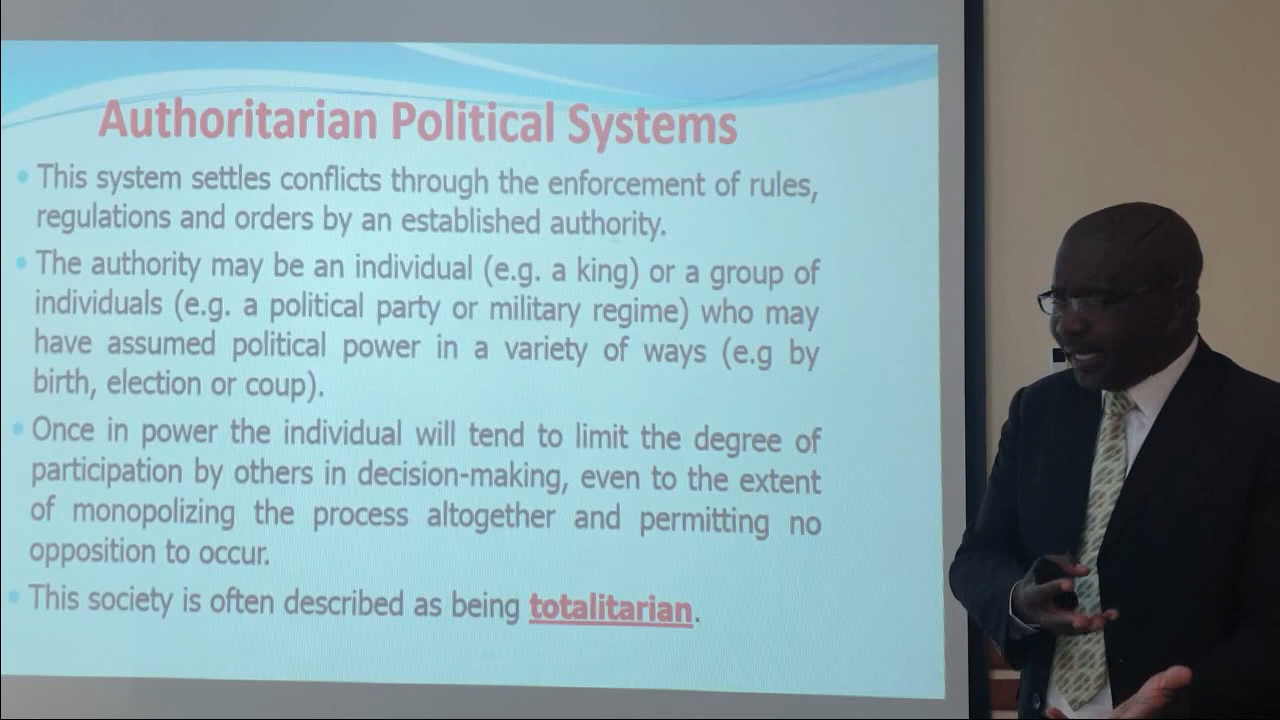 Authoritarian Political Systems
This system settles conflicts through the enforcement of rules,
regulations and orders by an established authority.
The authority may be an individual (e.g. a king) or a group of
individuals (e.g. a political party or military regime) who may
have assumed political power in a variety of ways (e.g by
birth, election or coup).
Once in power the individual will tend to limit the degree of
participation by others in decision-making, even to the extent
of monopolizing the process altogether and permitting no
opposition to occur.
This society is often described as being totalitarian.